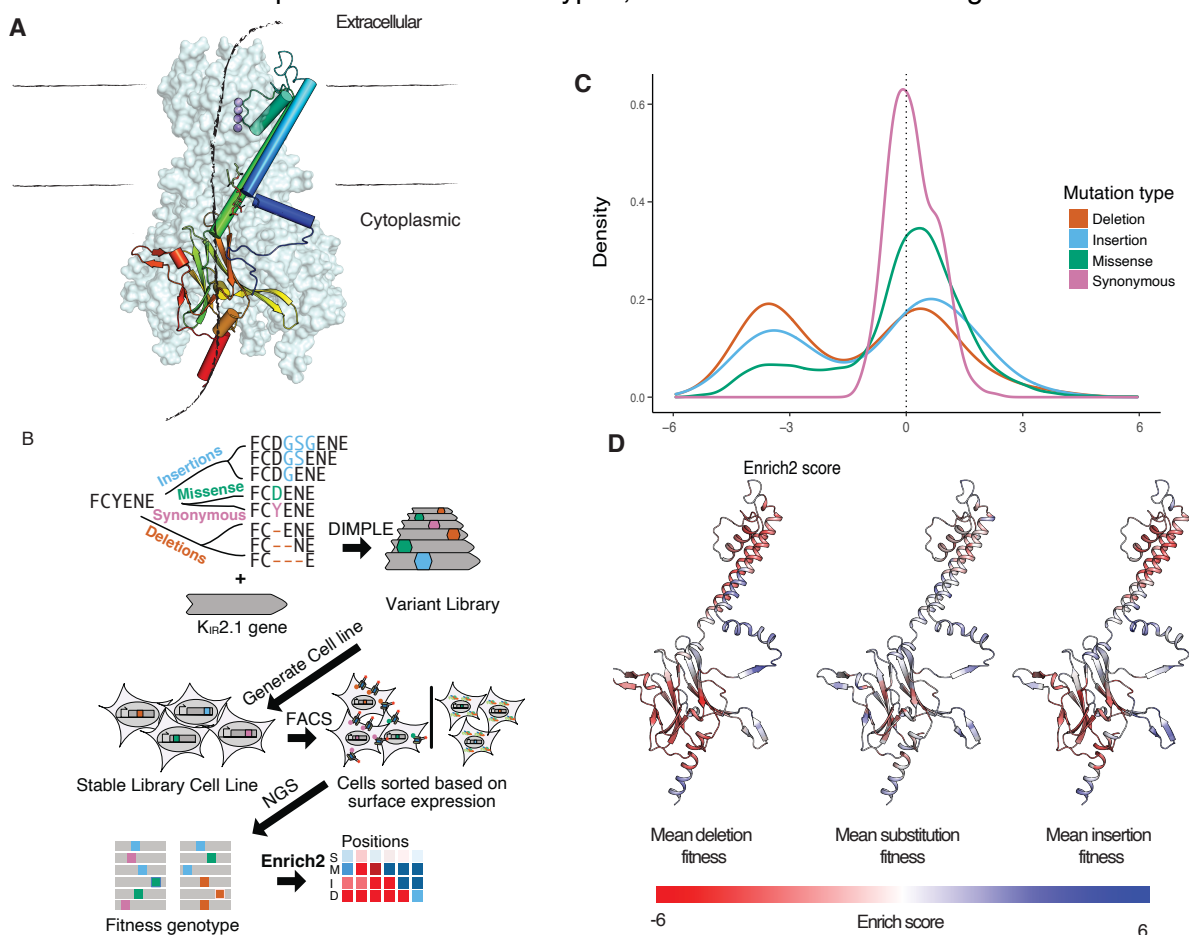 A
Extracellular
Cytoplasmic
B
Insertions
Missense
Synonymous
Deletions
FCYENE
FCDGSGENE
FCDGSENE
FCDGENE
FCDENE
FCYENE
FC-ENE
FC--NE
FC---E
DIMPLE
+
KIR2.1 gene
Variant Library
Generate Cell line
FACS
Stable Library Cell Line
Cells sorted based on
surface expression
NGS
Enrich2
Positions
S
M
I
D
Fitness genotype
C
Density
0.6
0.4
0.2
0.0
-6
-3
0
3
6
Enrich2 score
Mutation type
Deletion
Insertion
Missense
Synonymous
D
Mean deletion
fitness
Mean substitution
fitness
Mean insertion
fitness
-6
Enrich score
6